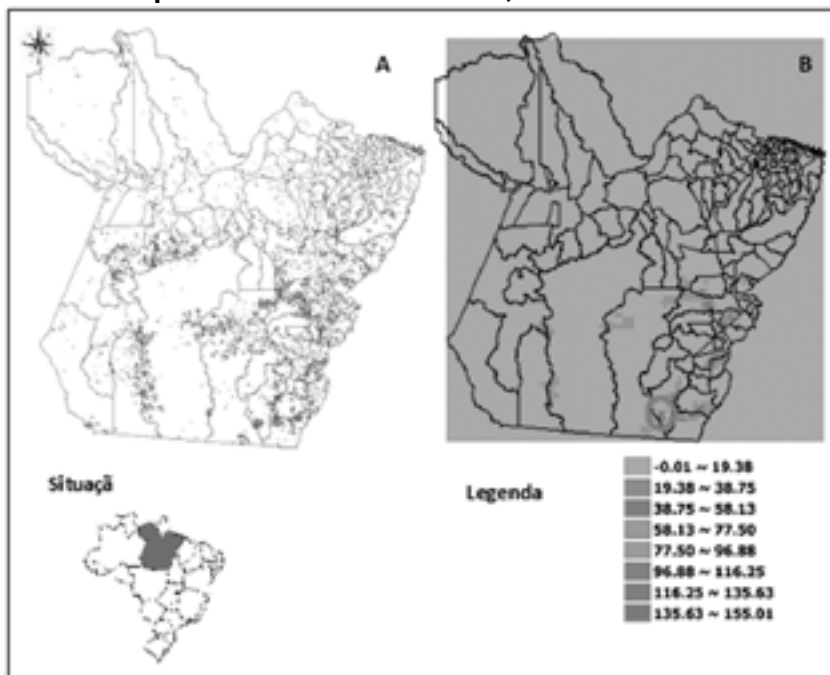 A
B
Situaçã
Legenda
-0.01 ~ 19.38
19.38 ~ 38.75
38.75 ~ 58.13
58.13 ~ 77.50
77.50 ~ 96.88
96.88 ~ 116.25
116.25 ~ 135.63
135.63 ~ 155.01